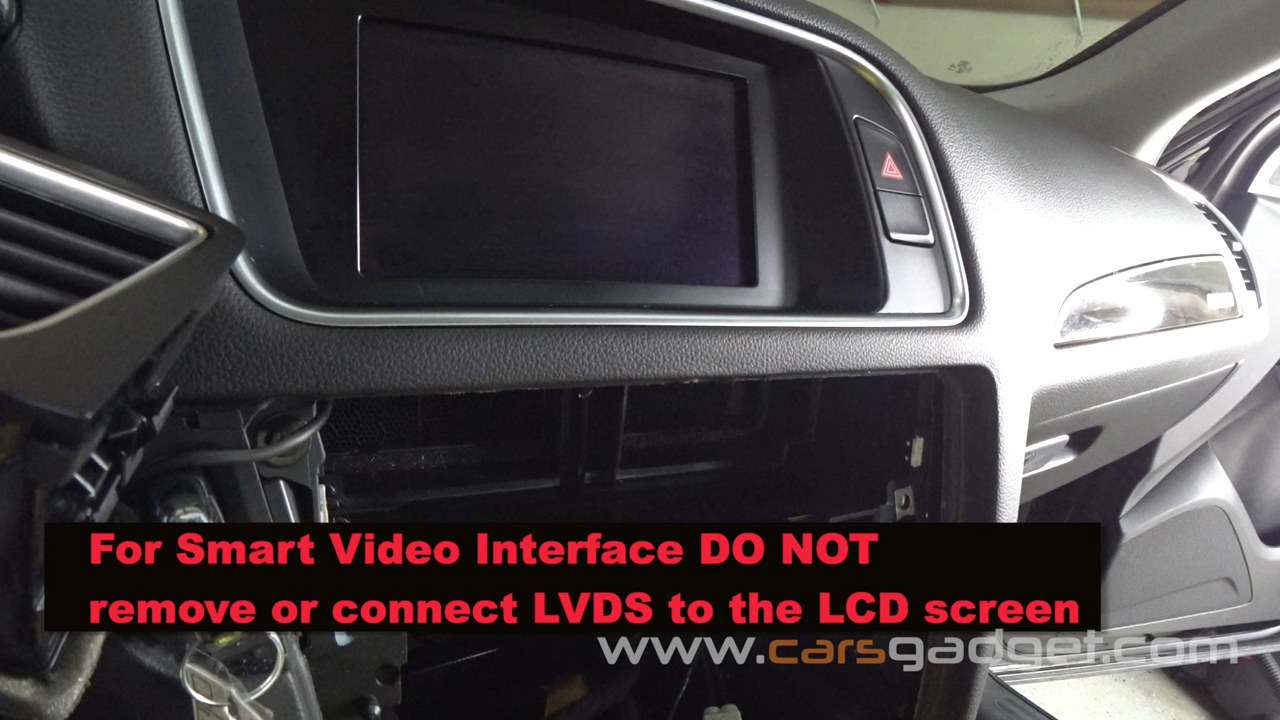 For Smart Video Interface DO NOT
remove or connect LVDS to the LCD screen
www.carsgadget.com